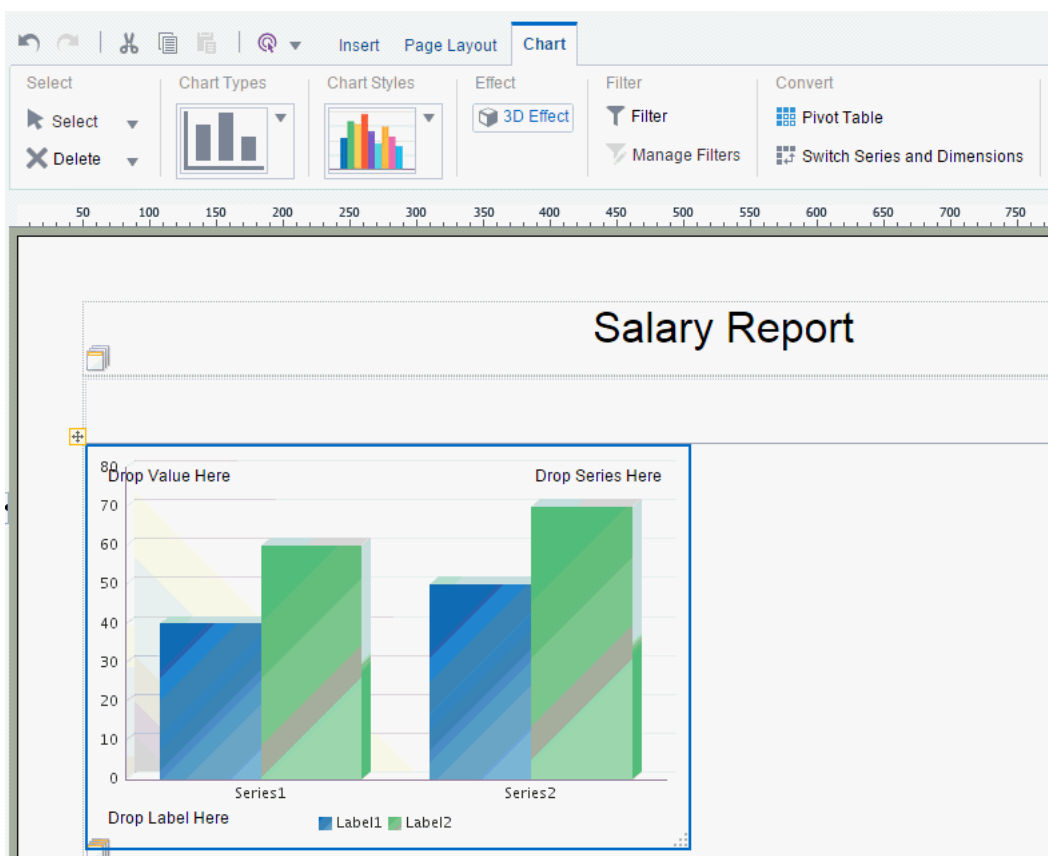 Insert Page Layout Chart
Select Chart Types Chart Styles Effect Filter Convert
Select 3D Effect Filter Pivot Table
Delete Manage Filters Switch Series and Dimensions
50 100 150 200 250 300 350 400 450 500 550 600 650 700 750
Salary Report
80
Drop Value Here Drop Series Here
70
60
50
40
30
20
10
0
Series1 Series2
Drop Label Here Label1 Label2